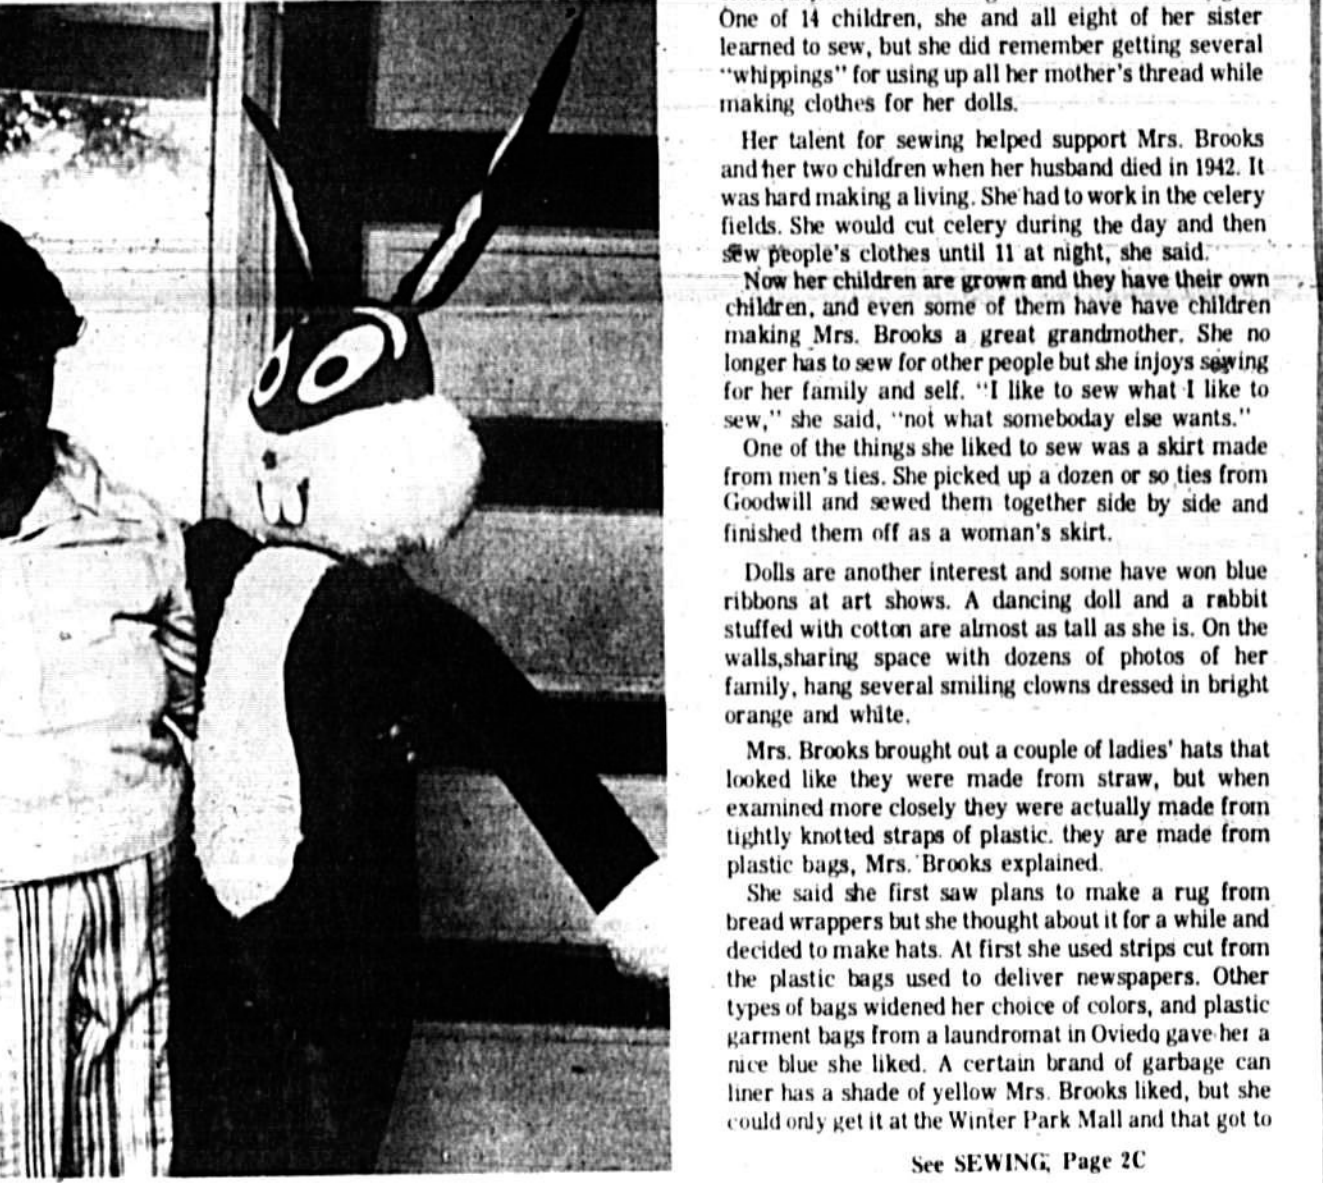 One of 14 children, she and all eight of her sister
learned to sew, but she did remember getting several
"whippings" for using up all her mother's thread while
making clothes for her dolls.
Her talent for sewing helped support Mrs. Brooks
and her two children when her husband died in 1942. It
was hard making a living. She had to work in the celery
fields. She would cut celery during the day and then
sew people's clothes until 11 at night, she said.
Now her children are grown and they have their own
children, and even some of them have have children
making Mrs. Brooks a great grandmother. She no
longer has to sew for other people but she injoys sewing
for her family and self. "I like to sew what I like to
sew," she said, "not what someboday else wants."
One of the things she liked to sew was a skirt made
from men's ties. She picked up a dozen or so ties from
Goodwill and sewed them together side by side and
finished them off as a woman's skirt.
Dolls are another interest and some have won blue
ribbons at art shows. A dancing doll and a rabbit
stuffed with cotton are almost as tall as she is. On the
walls,sharing space with dozens of photos of her
family, hang several smiling clowns dressed in bright
orange and white.
Mrs. Brooks brought out a couple of ladies' hats that
looked like they were made from straw, but when
examined more closely they were actually made from
tightly knotted straps of plastic. they are made from
plastic bags, Mrs. Brooks explained.
She said she first saw plans to make a rug from
bread wrappers but she thought about it for a while and
decided to make hats. At first she used strips cut from
the plastic bags used to deliver newspapers. Other
types of bags widened her choice of colors, and plastic
garment bags from a laundromat in Oviedo gave her a
nice blue she liked. A certain brand of garbage can
liner has a shade of yellow Mrs. Brooks liked, but she
could only get it at the Winter Park Mall and that got to
See SEWING, Page 2C